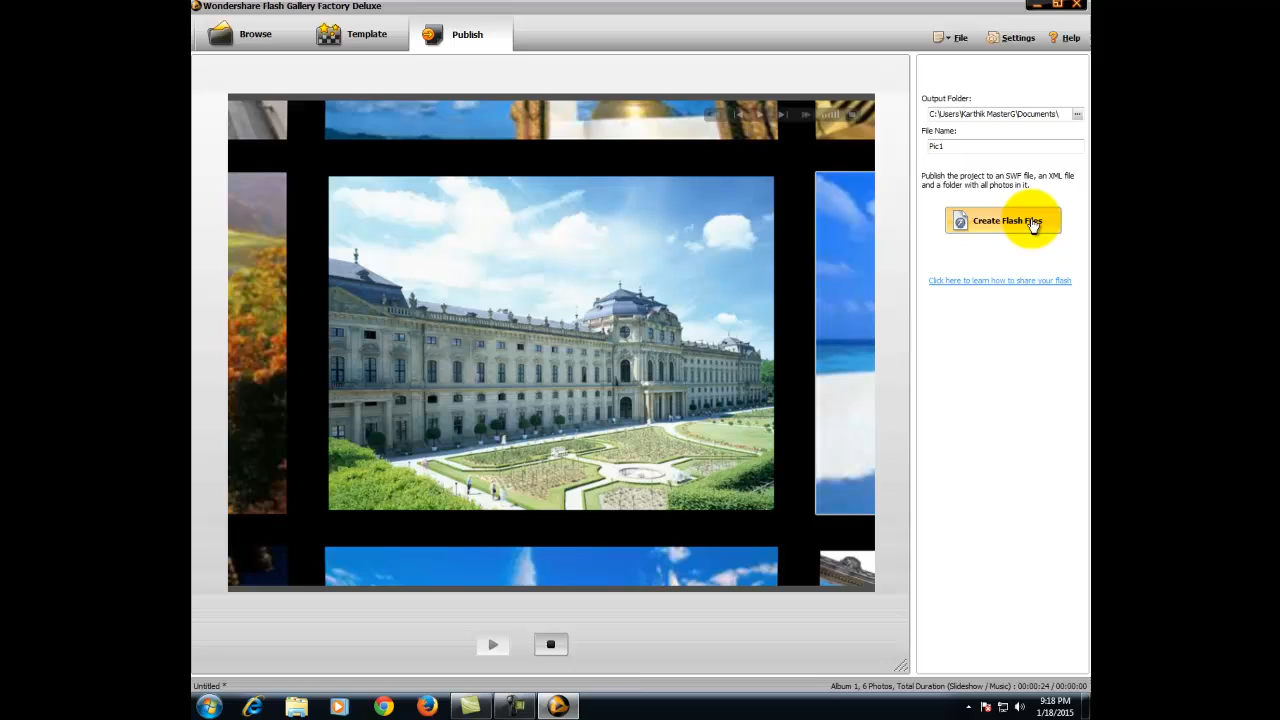 Wondershare Flash Gallery Factory Deluxe
Browse
Template
Publish
File
Settings
Help
Output Folder:
C:\Users\Karthik MasterG\Documents\
...
File Name:
Pic1
Publish the project to an SWF file, an XML file
and a folder with all photos in it.
Create Flash Files
Click here to learn how to share your flash
Untitled *
Album 1, 6 Photos, Total Duration (Slideshow / Music) : 00:00:24 / 00:00:00
9:18 PM
1/18/2015